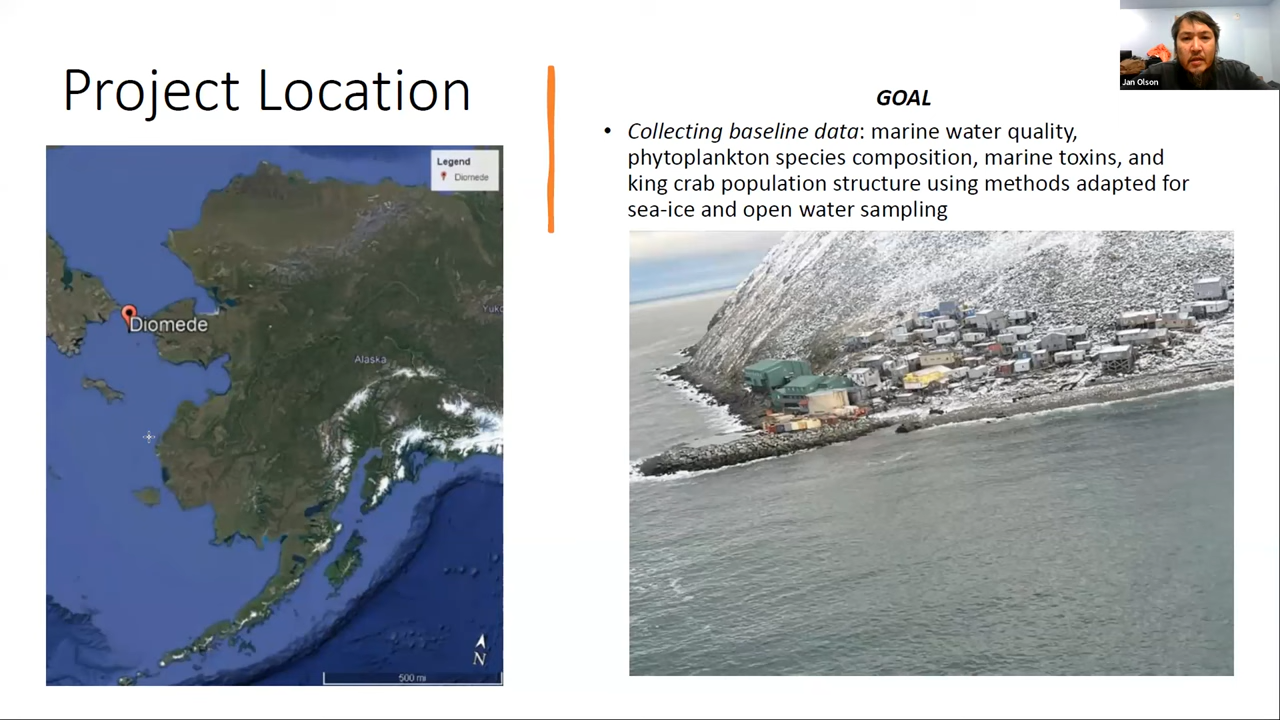 Project Location
Legend
Diomede
Diomede
Alaska
Yuko
N
500 mi
GOAL
• Collecting baseline data: marine water quality,
phytoplankton species composition, marine toxins, and
king crab population structure using methods adapted for
sea-ice and open water sampling
Jan Olson